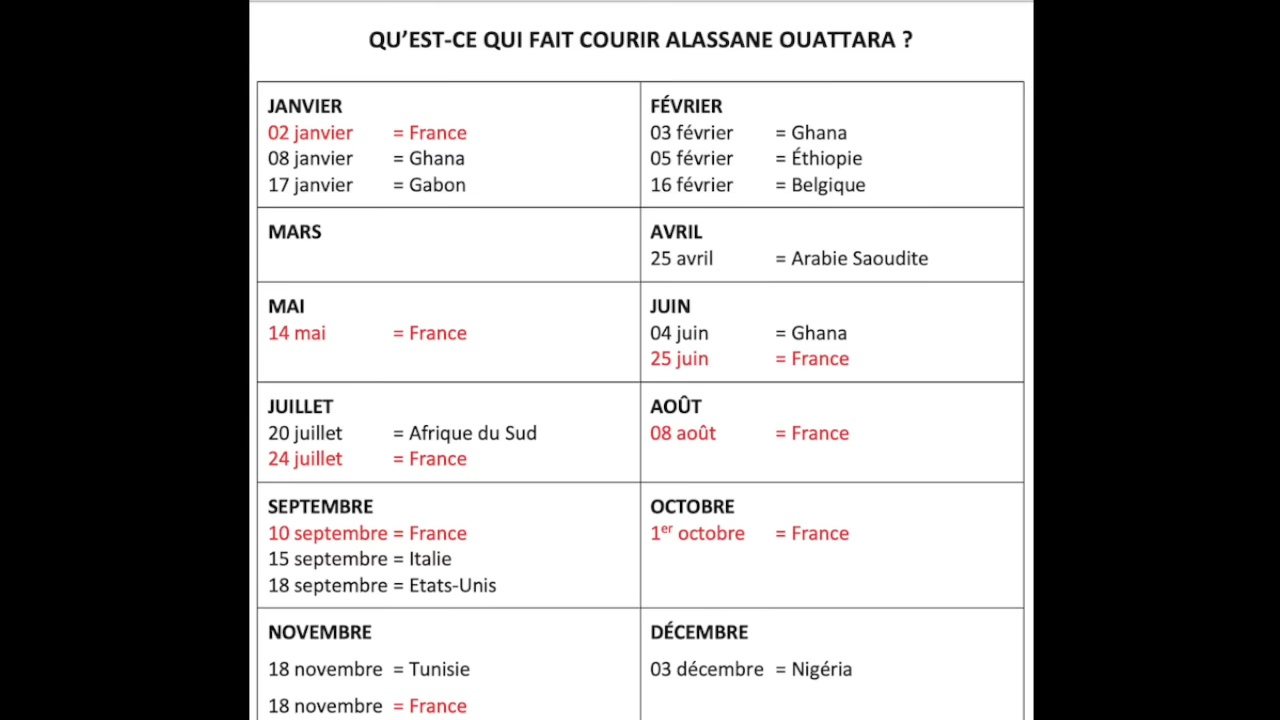 QU’EST-CE QUI FAIT COURIR ALASSANE OUATTARA ?
JANVIER
02 janvier = France
08 janvier = Ghana
17 janvier = Gabon
FÉVRIER
03 février = Ghana
05 février = Éthiopie
16 février = Belgique
MARS
AVRIL
25 avril = Arabie Saoudite
MAI
14 mai = France
JUIN
04 juin = Ghana
25 juin = France
JUILLET
20 juillet = Afrique du Sud
24 juillet = France
AOÛT
08 août = France
SEPTEMBRE
10 septembre = France
15 septembre = Italie
18 septembre = Etats-Unis
OCTOBRE
1er octobre = France
NOVEMBRE
18 novembre = Tunisie
18 novembre = France
DÉCEMBRE
03 décembre = Nigéria